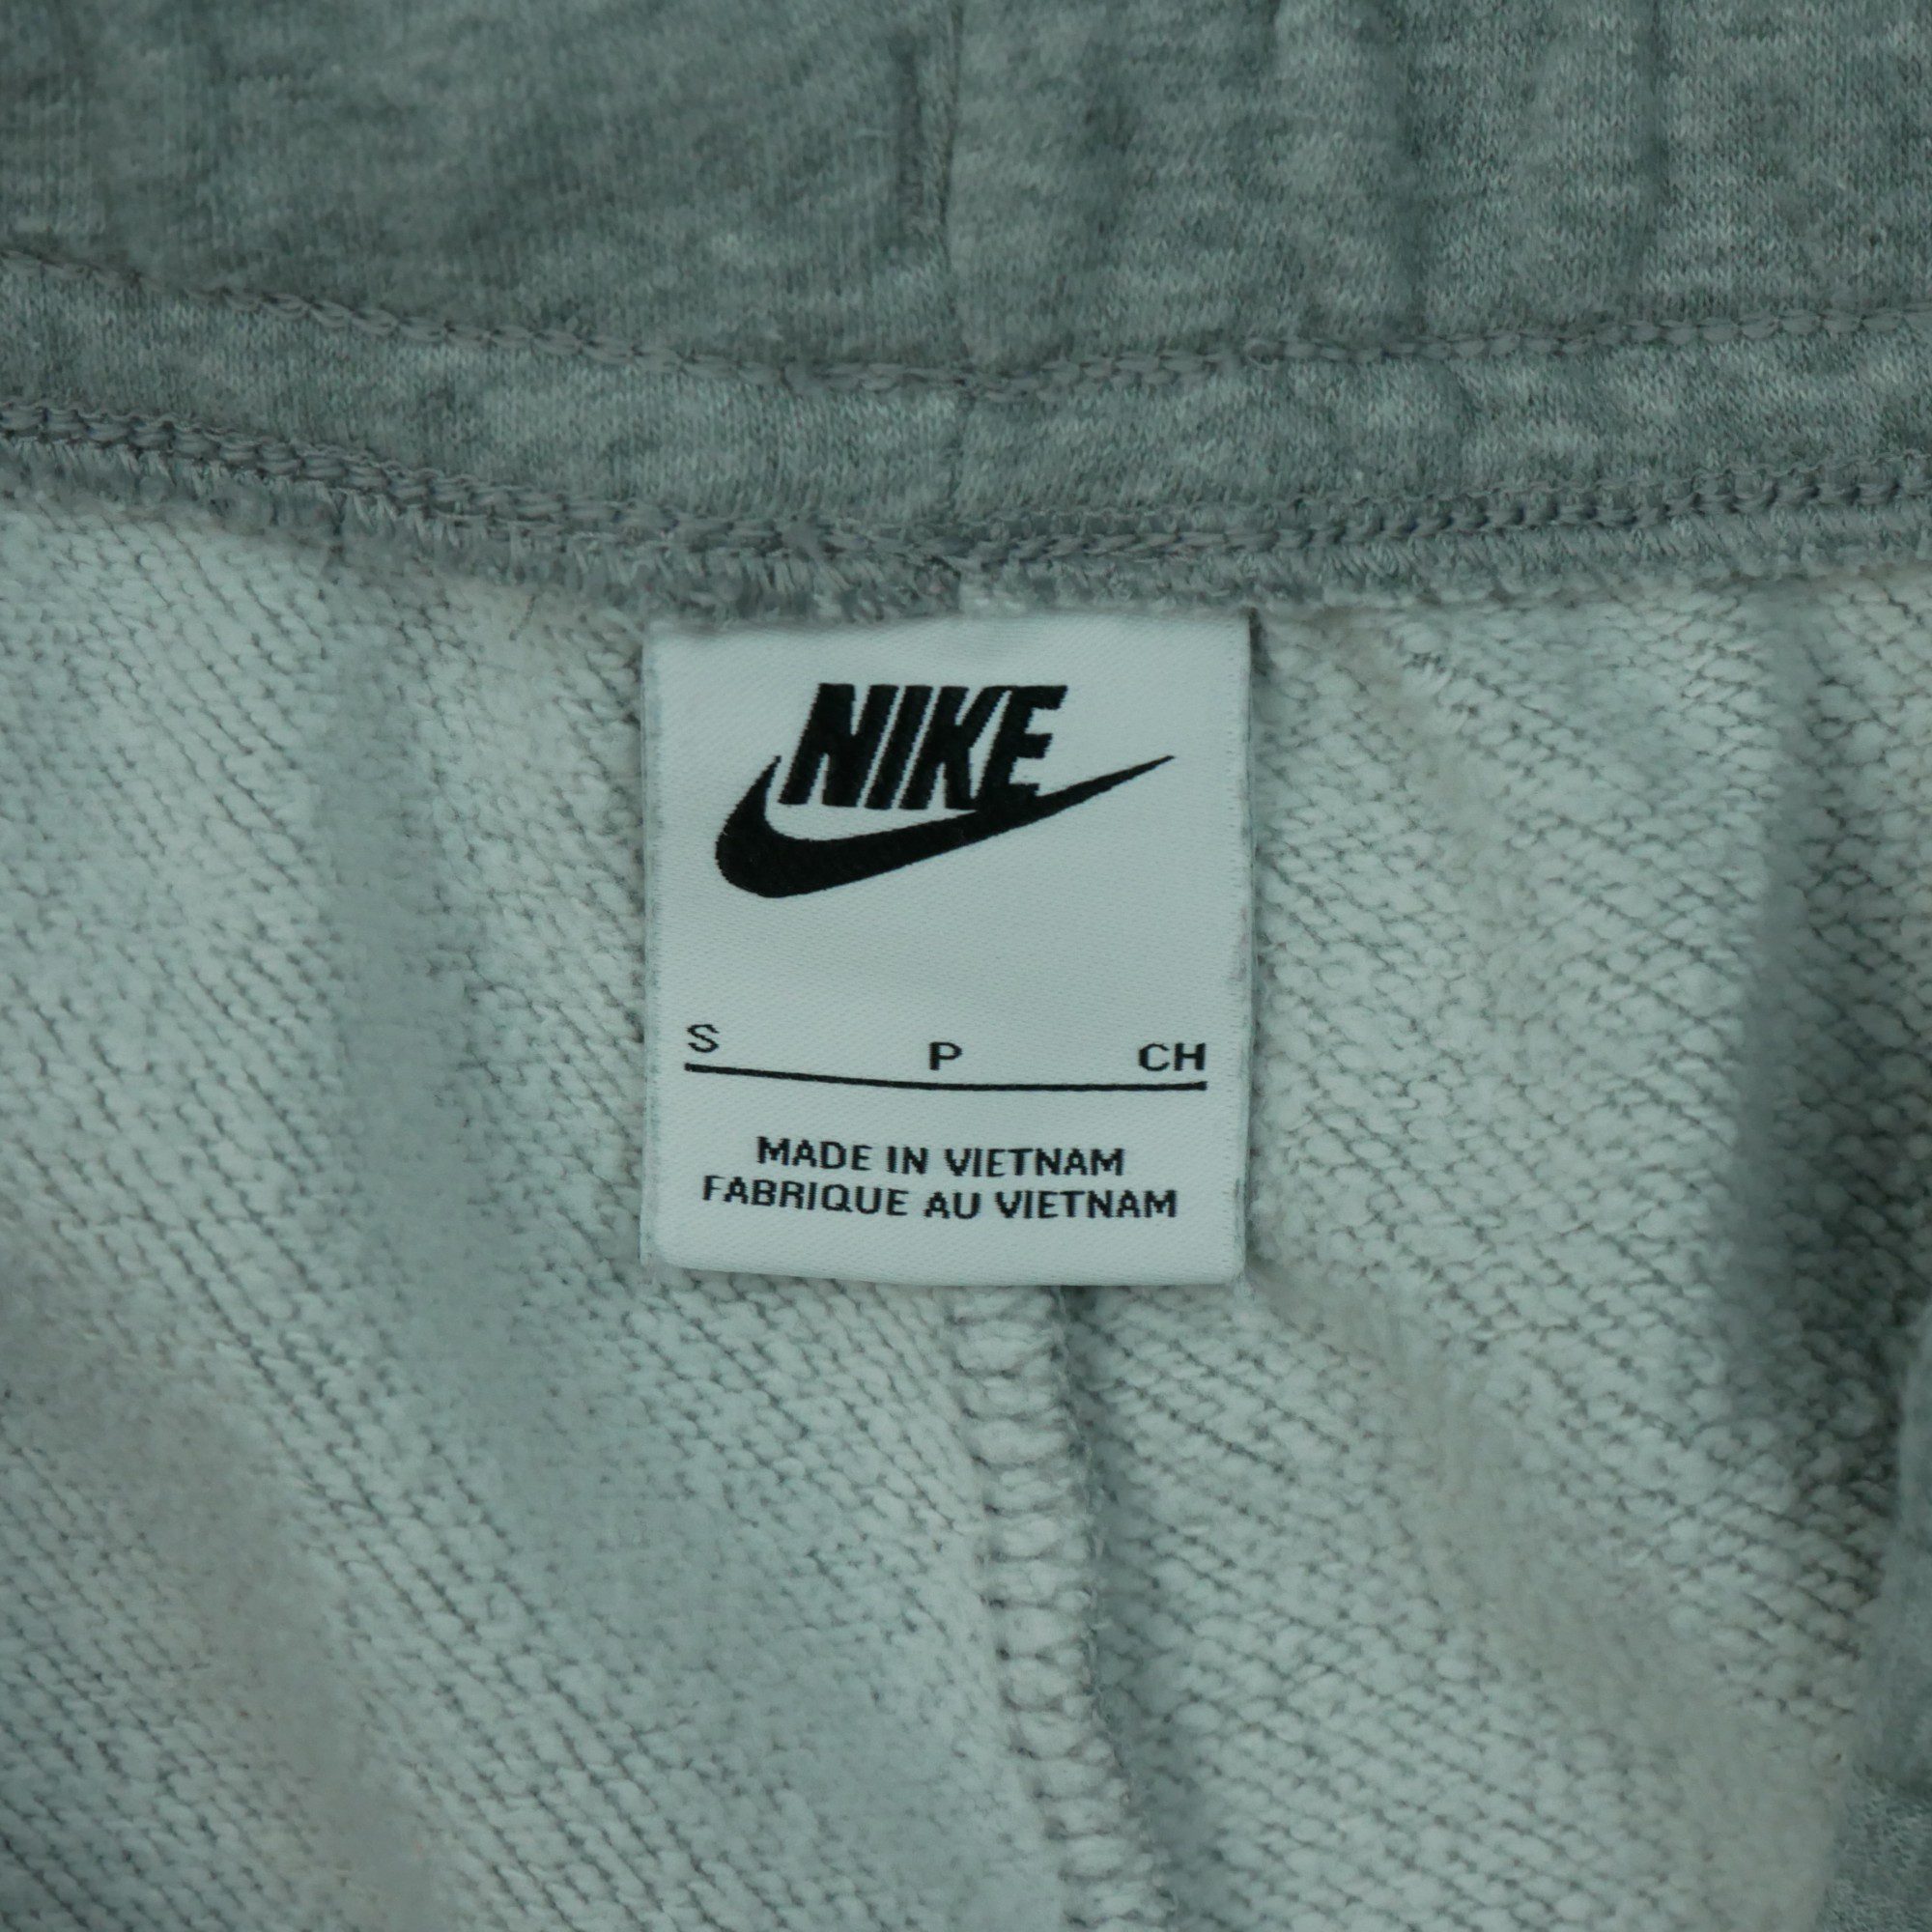 NIKE
S P CH
MADE IN VIETNAM
FABRIQUE AU VIETNAM